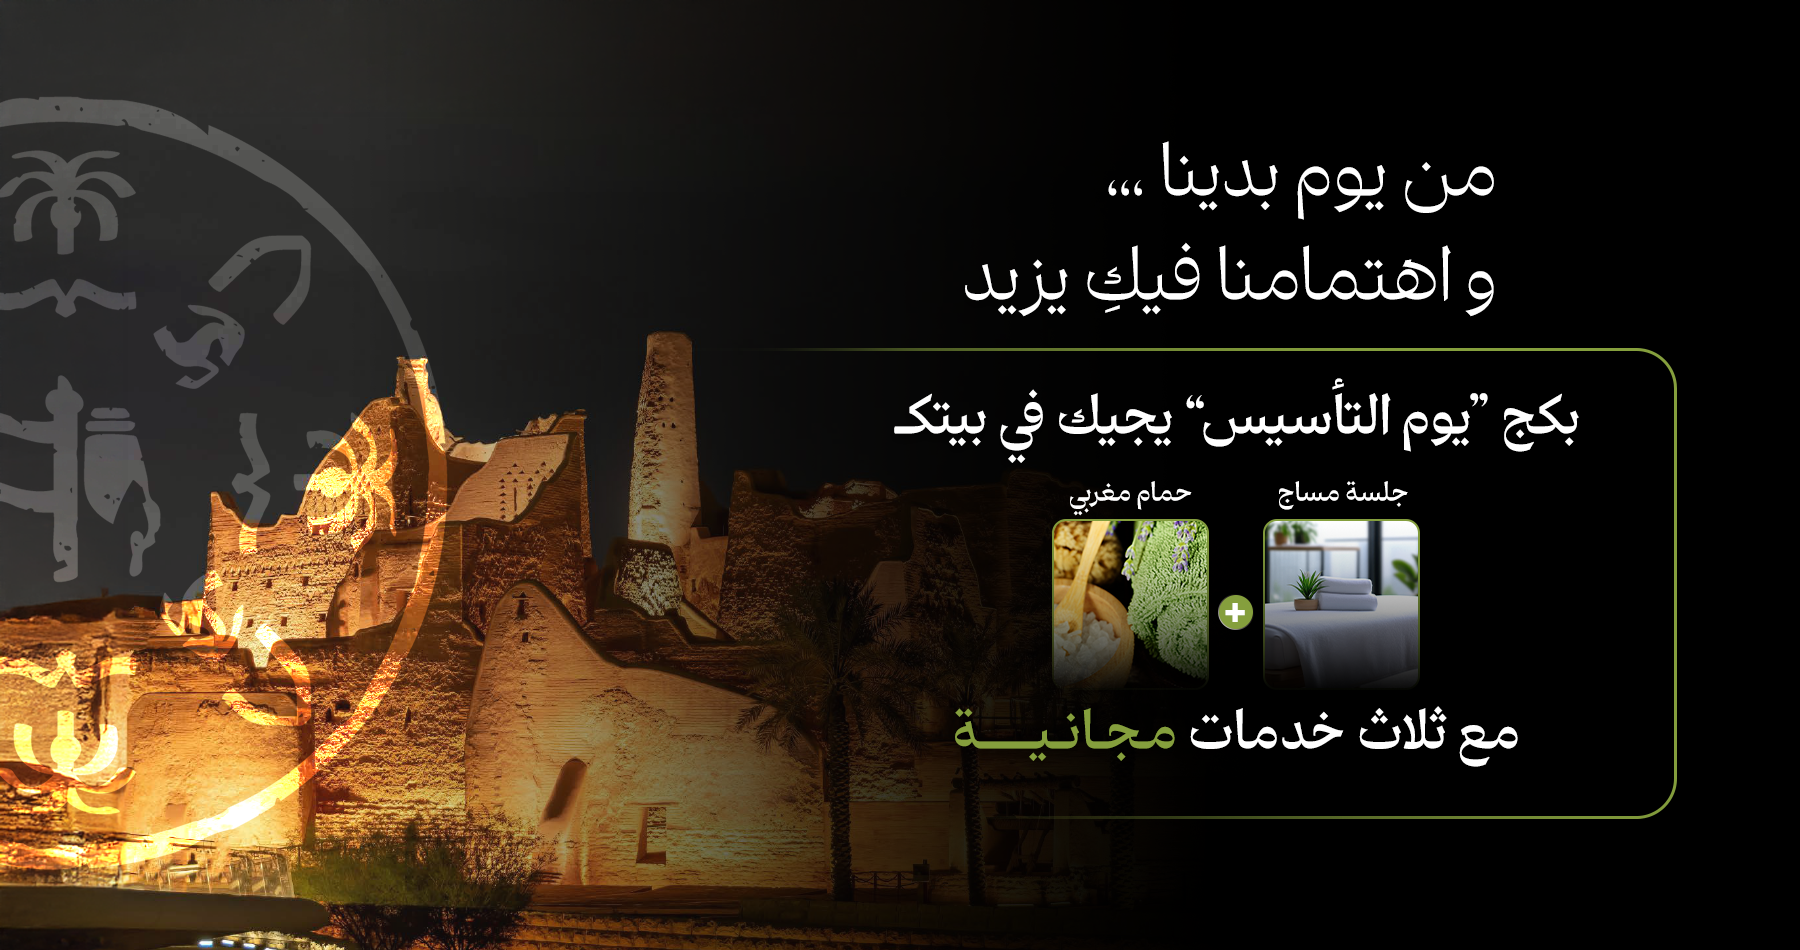 من يوم بدينا ،،،
و اهتمامنا فيكِ يزيد
بكج ”يوم التأسيس“ يجيك في بيتكـ
جلسة مساج
حمام مغربي
مع ثلاث خدمات مجانيـــة